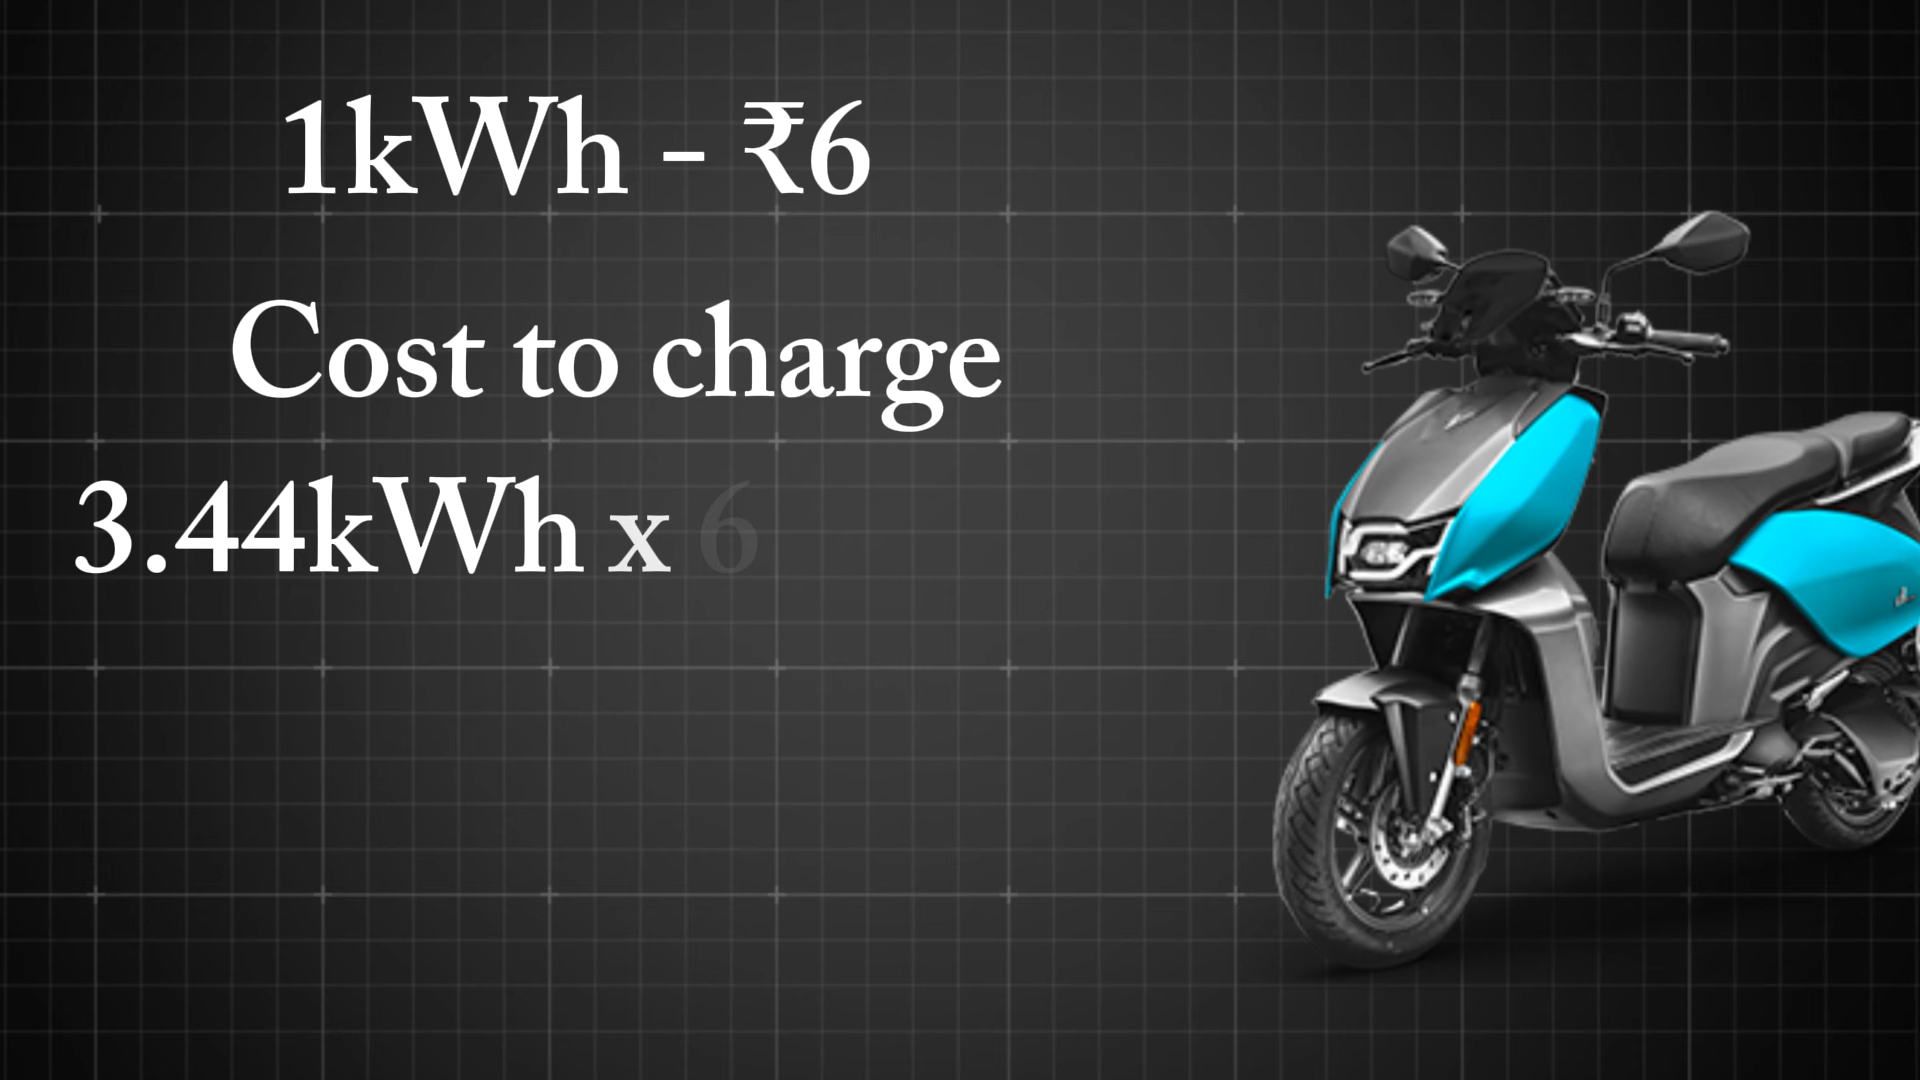 1kWh - ₹6
Cost to charge
3.44kWh x 6